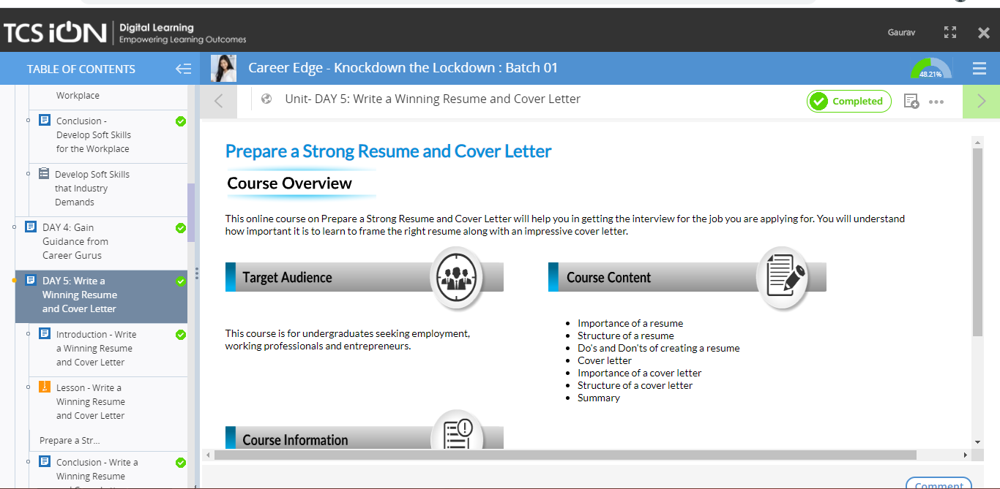 TCS iON
Digital Learning
Empowering Learning Outcomes
Gaurav
TABLE OF CONTENTS
Career Edge - Knockdown the Lockdown : Batch 01
48.21%
Workplace
Conclusion -
Develop Soft Skills
for the Workplace
Develop Soft Skills
that Industry
Demands
DAY 4: Gain
Guidance from
Career Gurus
DAY 5: Write a
Winning Resume
and Cover Letter
Introduction - Write
a Winning Resume
and Cover Letter
Lesson - Write a
Winning Resume
and Cover Letter
Prepare a Str...
Conclusion - Write a
Winning Resume
Unit- DAY 5: Write a Winning Resume and Cover Letter
Completed
Prepare a Strong Resume and Cover Letter
Course Overview
This online course on Prepare a Strong Resume and Cover Letter will help you in getting the interview for the job you are applying for. You will understand
how important it is to learn to frame the right resume along with an impressive cover letter.
Target Audience
This course is for undergraduates seeking employment,
working professionals and entrepreneurs.
Course Content
Importance of a resume
Structure of a resume
Do's and Don'ts of creating a resume
Cover letter
Importance of a cover letter
Structure of a cover letter
Summary
Course Information
Comment